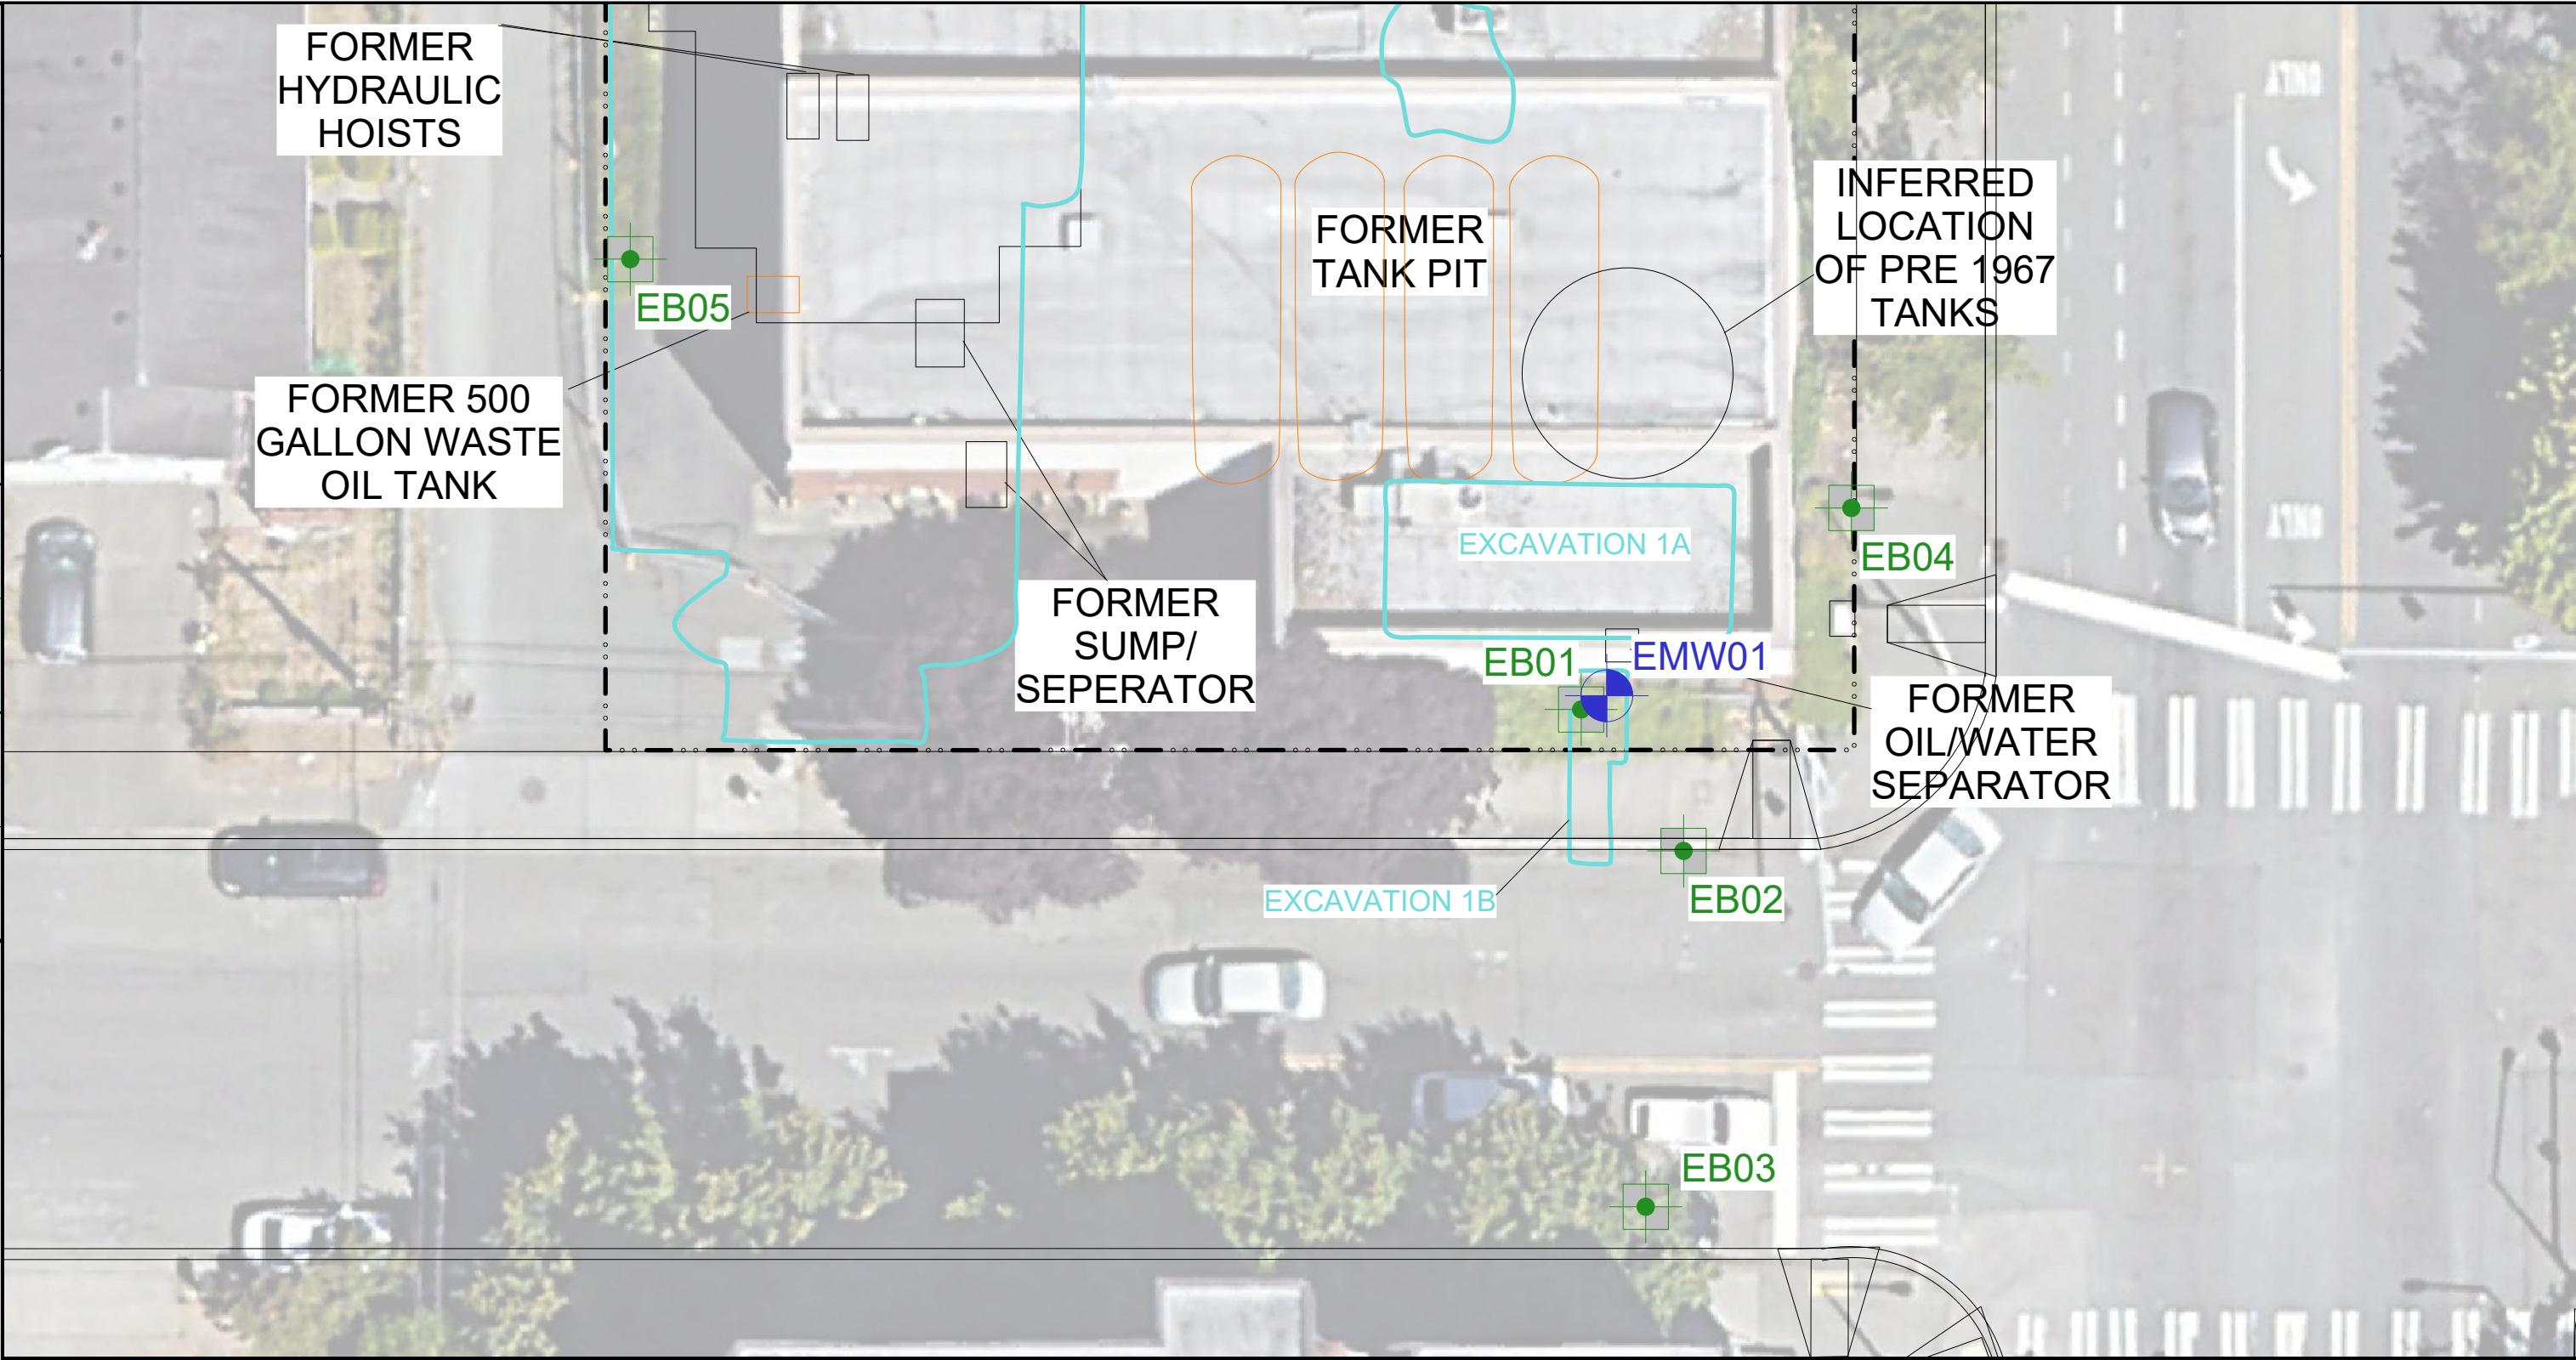 FORMER
HYDRAULIC
HOISTS
ONLY
INFERRED
LOCATION
OF PRE 1967
TANKS
FORMER
TANK PIT
EB05
FORMER 500
GALLON WASTE
OIL TANK
ONLY
EXCAVATION 1A
EB04
FORMER
SUMP/
SEPERATOR
EB01
EMW01
FORMER
OIL/WATER
SEPARATOR
EXCAVATION 1B
EB02
EB03